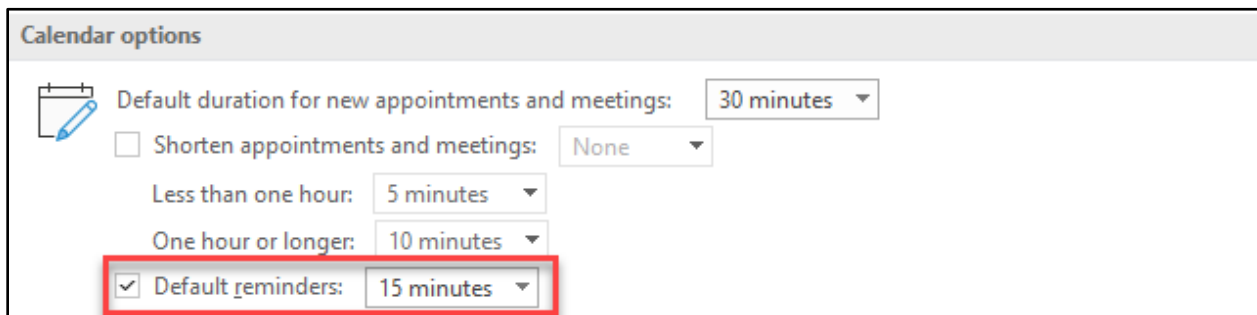 Calendar options
Default duration for new appointments and meetings: 30 minutes
Shorten appointments and meetings: None
Less than one hour: 5 minutes
One hour or longer: 10 minutes
Default reminders: 15 minutes